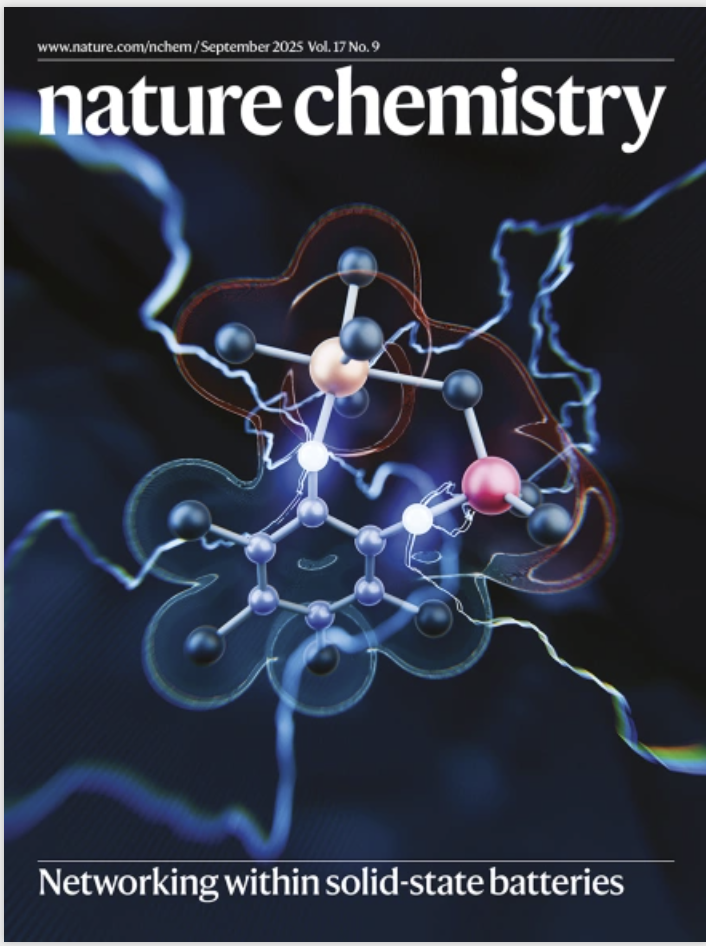 www.nature.com/nchem / September 2025 Vol. 17 No. 9
nature chemistry
Networking within solid-state batteries